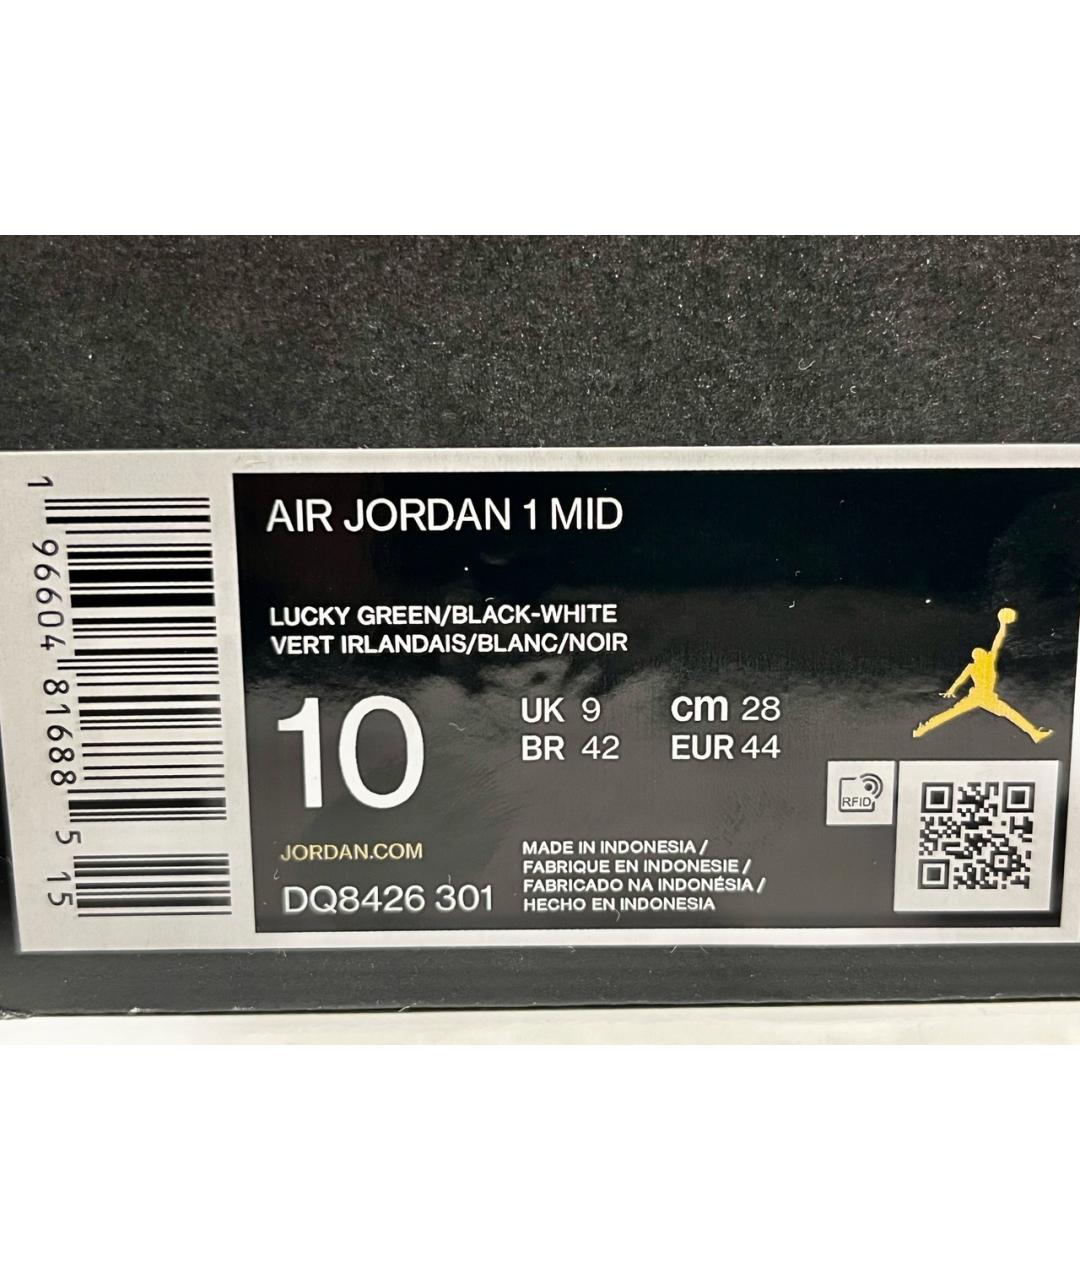 1 96604 81688 5 15
AIR JORDAN 1 MID
LUCKY GREEN/BLACK-WHITE
VERT IRLANDAIS/BLANC/NOIR
10
UK 9 cm 28
BR 42 EUR 44
RFID
JORDAN.COM
DQ8426 301
MADE IN INDONESIA /
FABRIQUE EN INDONESIE /
FABRICADO NA INDONÉSIA /
HECHO EN INDONESIA